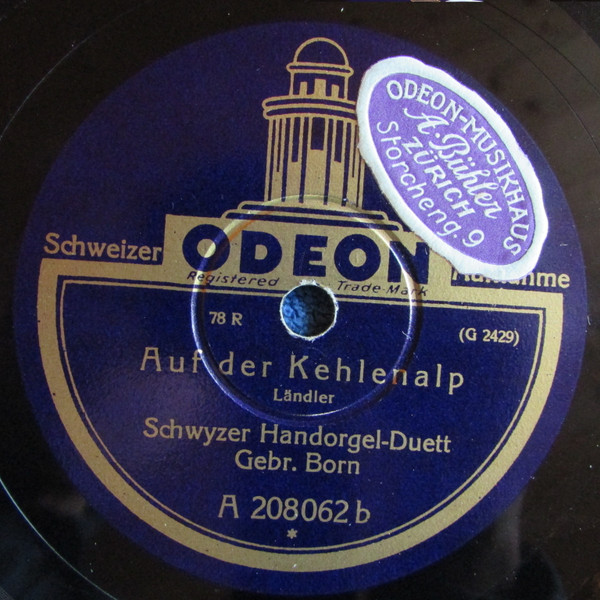 ODEON-MUSIKHAUS
A. Bühler
ZÜRICH
Storcheng. 9
Schweizer
ODEON
Registered Trade-Mark
78 R
(G 2429)
Auf der Kehlenalp
Ländler
Schwyzer Handorgel-Duett
Gebr. Born
A 208062 b
*